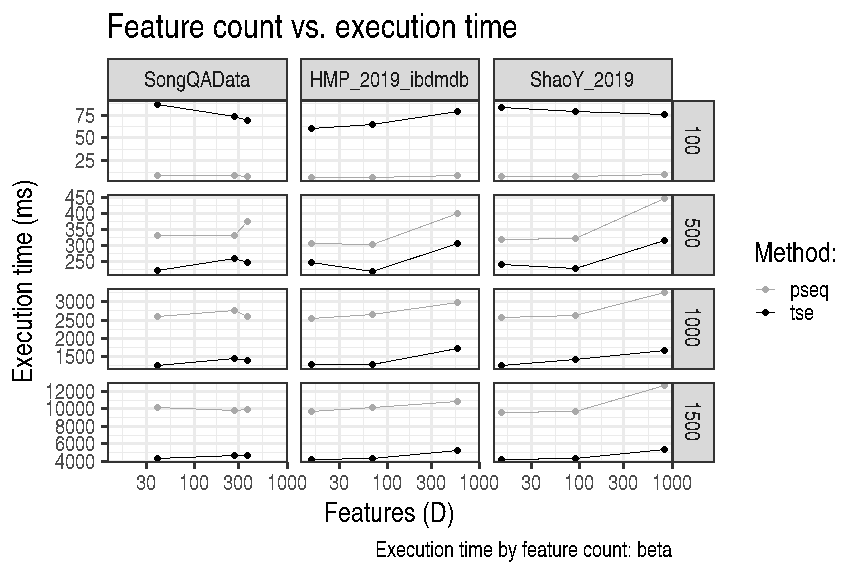 Feature count vs. execution time
SongQAData HMP_2019_ibdmdb ShaoY_2019
Execution time (ms)
75
50
25
100
450
400
350
300
250
500
3000
2500
2000
1500
1000
12000
10000
8000
6000
4000
1500
30 100 300 1000 30 100 300 1000 30 100 300 1000
Features (D)
Method:
pseq
tse
Execution time by feature count: beta